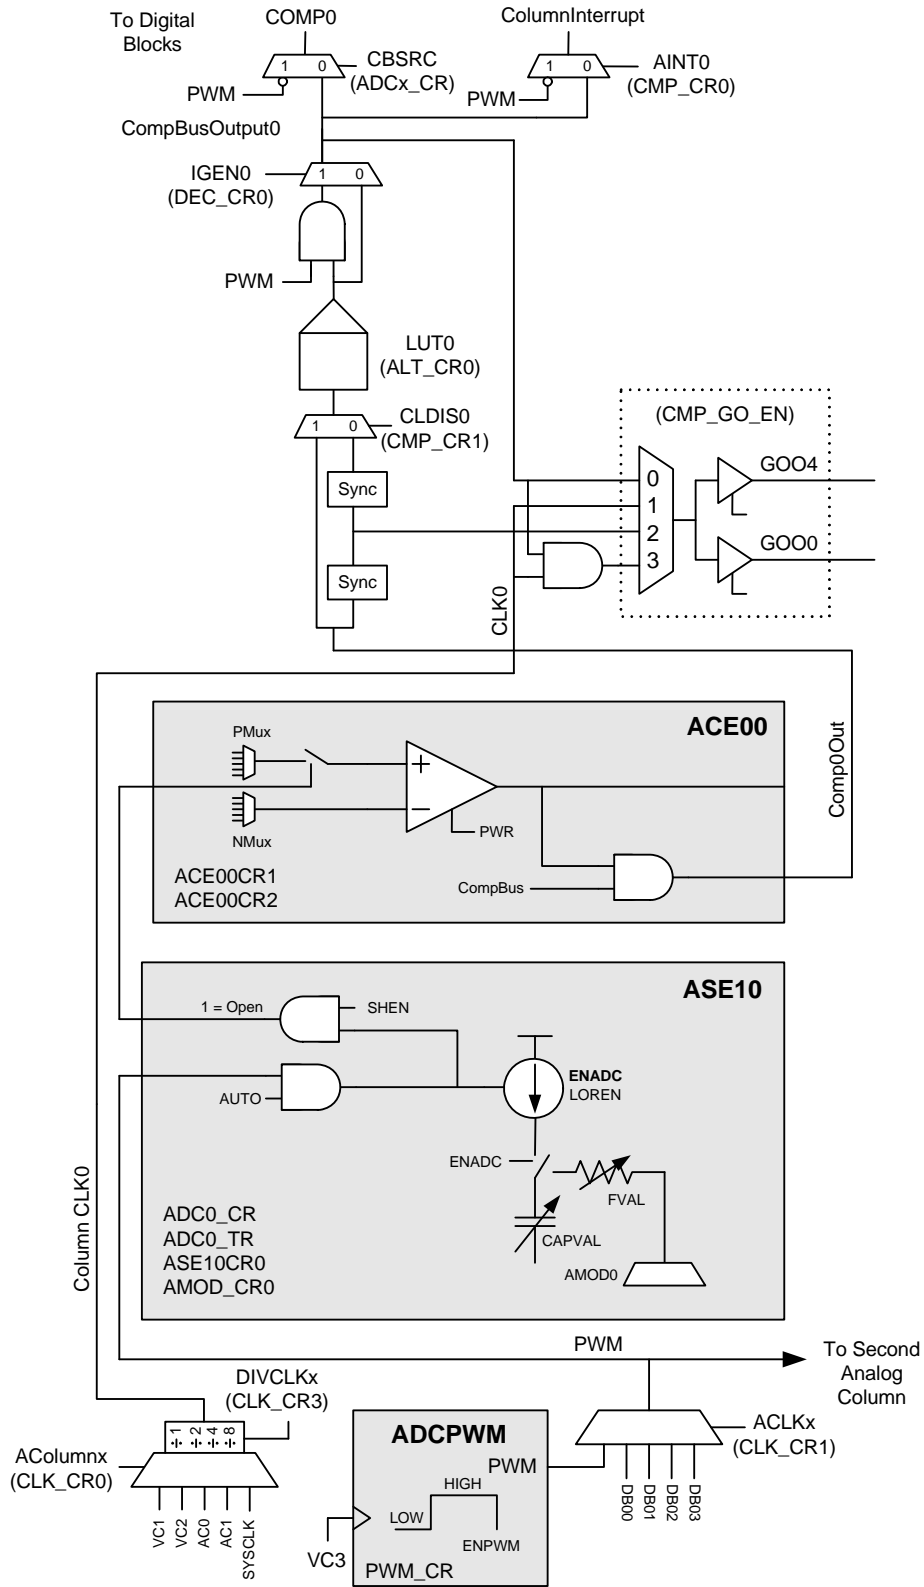 To Digital
Blocks
COMP0
ColumnInterrupt
1 0
CBSRC
(ADCx_CR)
PWM
1 0
AINT0
(CMP_CR0)
PWM
CompBusOutput0
IGEN0
(DEC_CR0)
1 0
PWM
LUT0
(ALT_CR0)
1 0
CLDIS0
(CMP_CR1)
(CMP_GO_EN)
Sync
Sync
0
1
2
3
GOO4
GOO0
CLK0
ACE00
PMux
NMux
PWR
CompBus
ACE00CR1
ACE00CR2
Comp0Out
ASE10
1 = Open
SHEN
AUTO
ENADC
LOREN
ENADC
FVAL
CAPVAL
AMOD0
ADC0_CR
ADC0_TR
ASE10CR0
AMOD_CR0
Column CLK0
PWM
To Second
Analog
Column
DIVCLKx
(CLK_CR3)
÷1
÷2
÷4
÷8
AColumnx
(CLK_CR0)
VC1
VC2
AC0
AC1
SYSCLK
ADCPWM
PWM
HIGH
LOW
ENPWM
VC3
PWM_CR
ACLKx
(CLK_CR1)
DB00
DB01
DB02
DB03